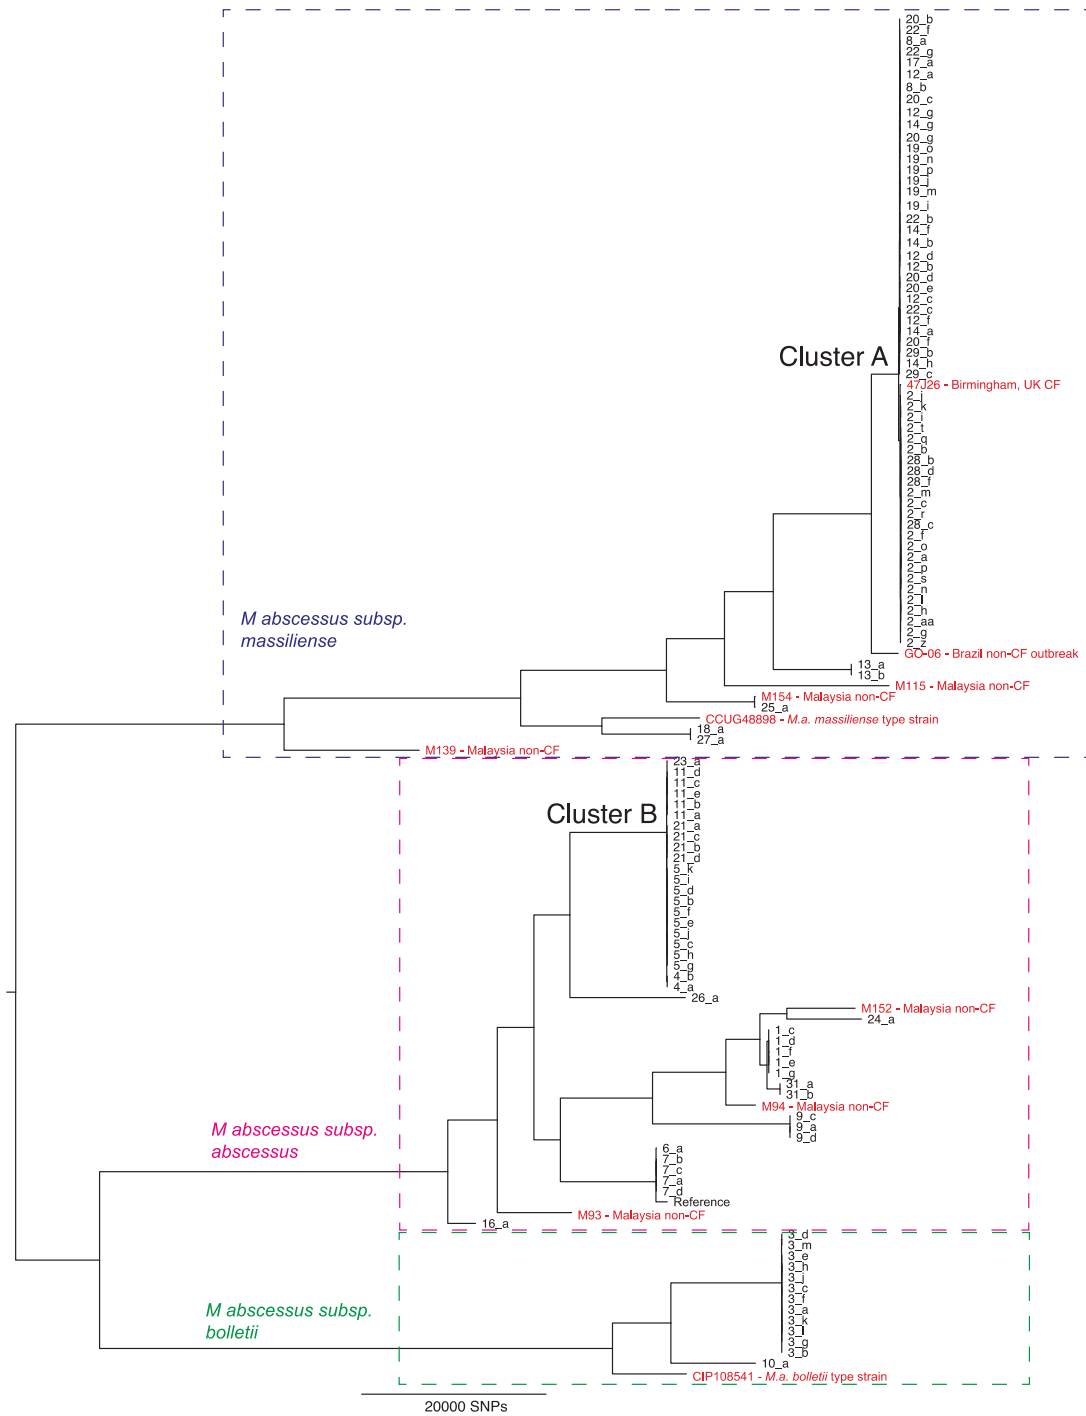 20_b
22_f
8_a
22_g
17_a
12_a
8_b
20_c
12_g
14_g
20_g
19_o
19_n
19_p
19_j
19_m
19_i
22_b
14_f
14_b
12_d
12_b
20_d
20_e
12_c
22_c
12_f
14_a
20_f
29_b
14_h
Cluster A
29_c
47J26 - Birmingham, UK CF
2_j
2_k
2_i
2_t
2_q
2_b
28_b
28_d
28_f
2_m
2_c
2_r
28_c
2_f
2_o
2_a
2_p
2_s
2_n
2_l
2_h
2_aa
2_g
2_z
M abscessus subsp.
massiliense
GO-06 - Brazil non-CF outbreak
13_a
13_b
M115 - Malaysia non-CF
M154 - Malaysia non-CF
25_a
CCUG48898 - M.a. massiliense type strain
18_a
27_a
M139 - Malaysia non-CF
23_a
11_d
11_c
11_e
11_b
11_a
Cluster B
21_a
21_c
21_b
21_d
5_k
5_i
5_d
5_b
5_f
5_e
5_j
5_c
5_h
5_g
4_b
4_a
26_a
M152 - Malaysia non-CF
24_a
1_c
1_d
1_f
1_e
1_g
31_a
31_b
M94 - Malaysia non-CF
9_c
9_a
9_d
M abscessus subsp.
abscessus
6_a
7_b
7_c
7_a
7_d
Reference
M93 - Malaysia non-CF
16_a
3_d
3_m
3_e
3_h
3_j
3_c
3_f
3_a
3_k
3_l
3_g
3_b
M abscessus subsp.
bolletii
10_a
CIP108541 - M.a. bolletii type strain
20000 SNPs